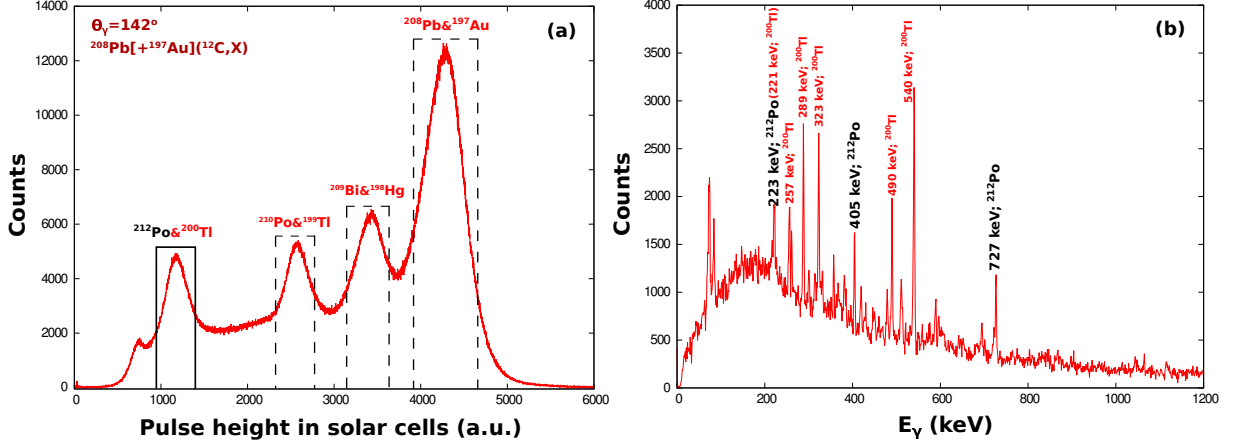 θγ=142°
²⁰⁸Pb[+¹⁹⁷Au](¹²C,X)
(a)
²⁰⁸Pb&¹⁹⁷Au
²⁰⁹Bi&¹⁹⁸Hg
²¹⁰Po&¹⁹⁹Tl
²¹²Po&²⁰⁰Tl
Counts
14000
12000
10000
8000
6000
4000
2000
0
0 1000 2000 3000 4000 5000 6000
Pulse height in solar cells (a.u.)
(b)
223 keV; ²¹²Po(221 keV; ²⁰⁰Tl)
257 keV; ²⁰⁰Tl
289 keV; ²⁰⁰Tl
323 keV; ²⁰⁰Tl
405 keV; ²¹²Po
490 keV; ²⁰⁰Tl
540 keV; ²⁰⁰Tl
727 keV; ²¹²Po
Counts
4000
3500
3000
2500
2000
1500
1000
500
0
0 200 400 600 800 1000 1200
Eγ (keV)